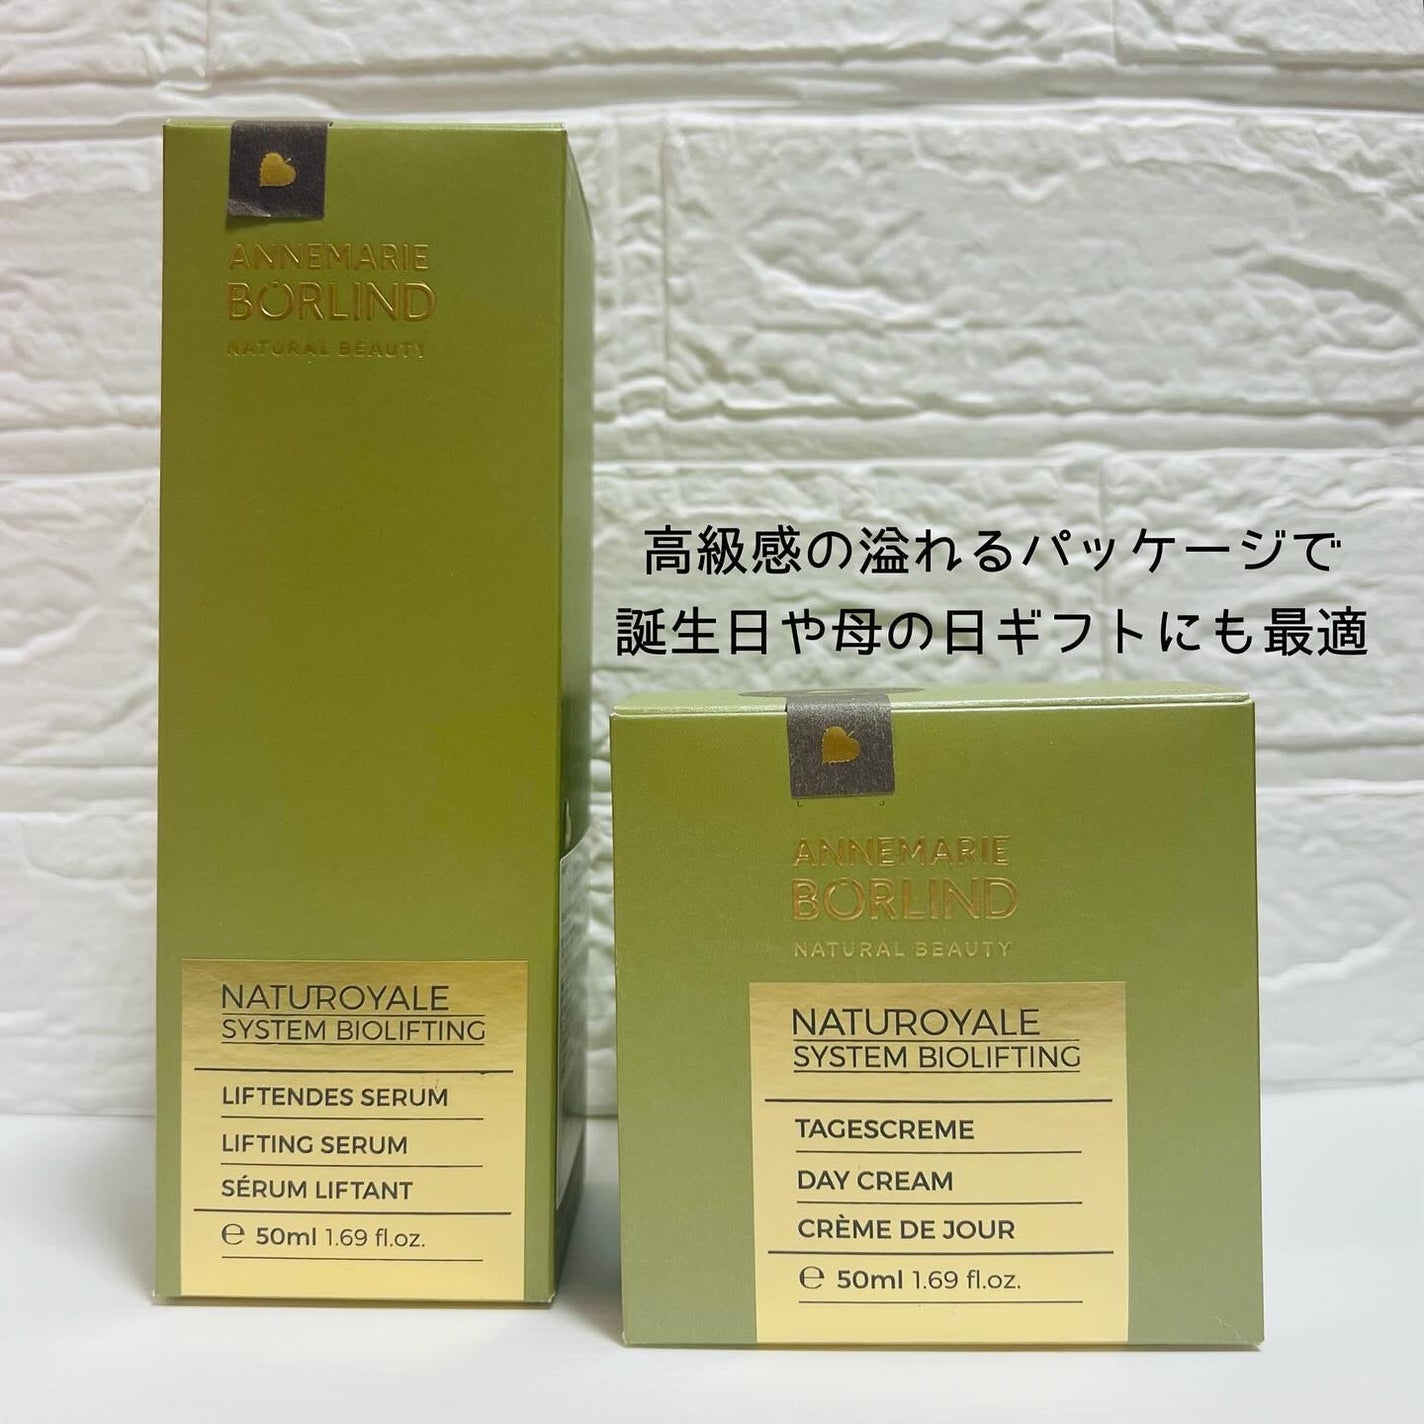 ANNEMARIE
BÖRLIND
NATURAL BEAUTY
NATUROYALE
SYSTEM BIOLIFTING
LIFTENDES SERUM
LIFTING SERUM
SÉRUM LIFTANT
℮ 50ml 1.69 fl.oz.
高級感の溢れるパッケージで
誕生日や母の日ギフトにも最適
ANNEMARIE
BÖRLIND
NATURAL BEAUTY
NATUROYALE
SYSTEM BIOLIFTING
TAGESCREME
DAY CREAM
CRÈME DE JOUR
℮ 50ml 1.69 fl.oz.